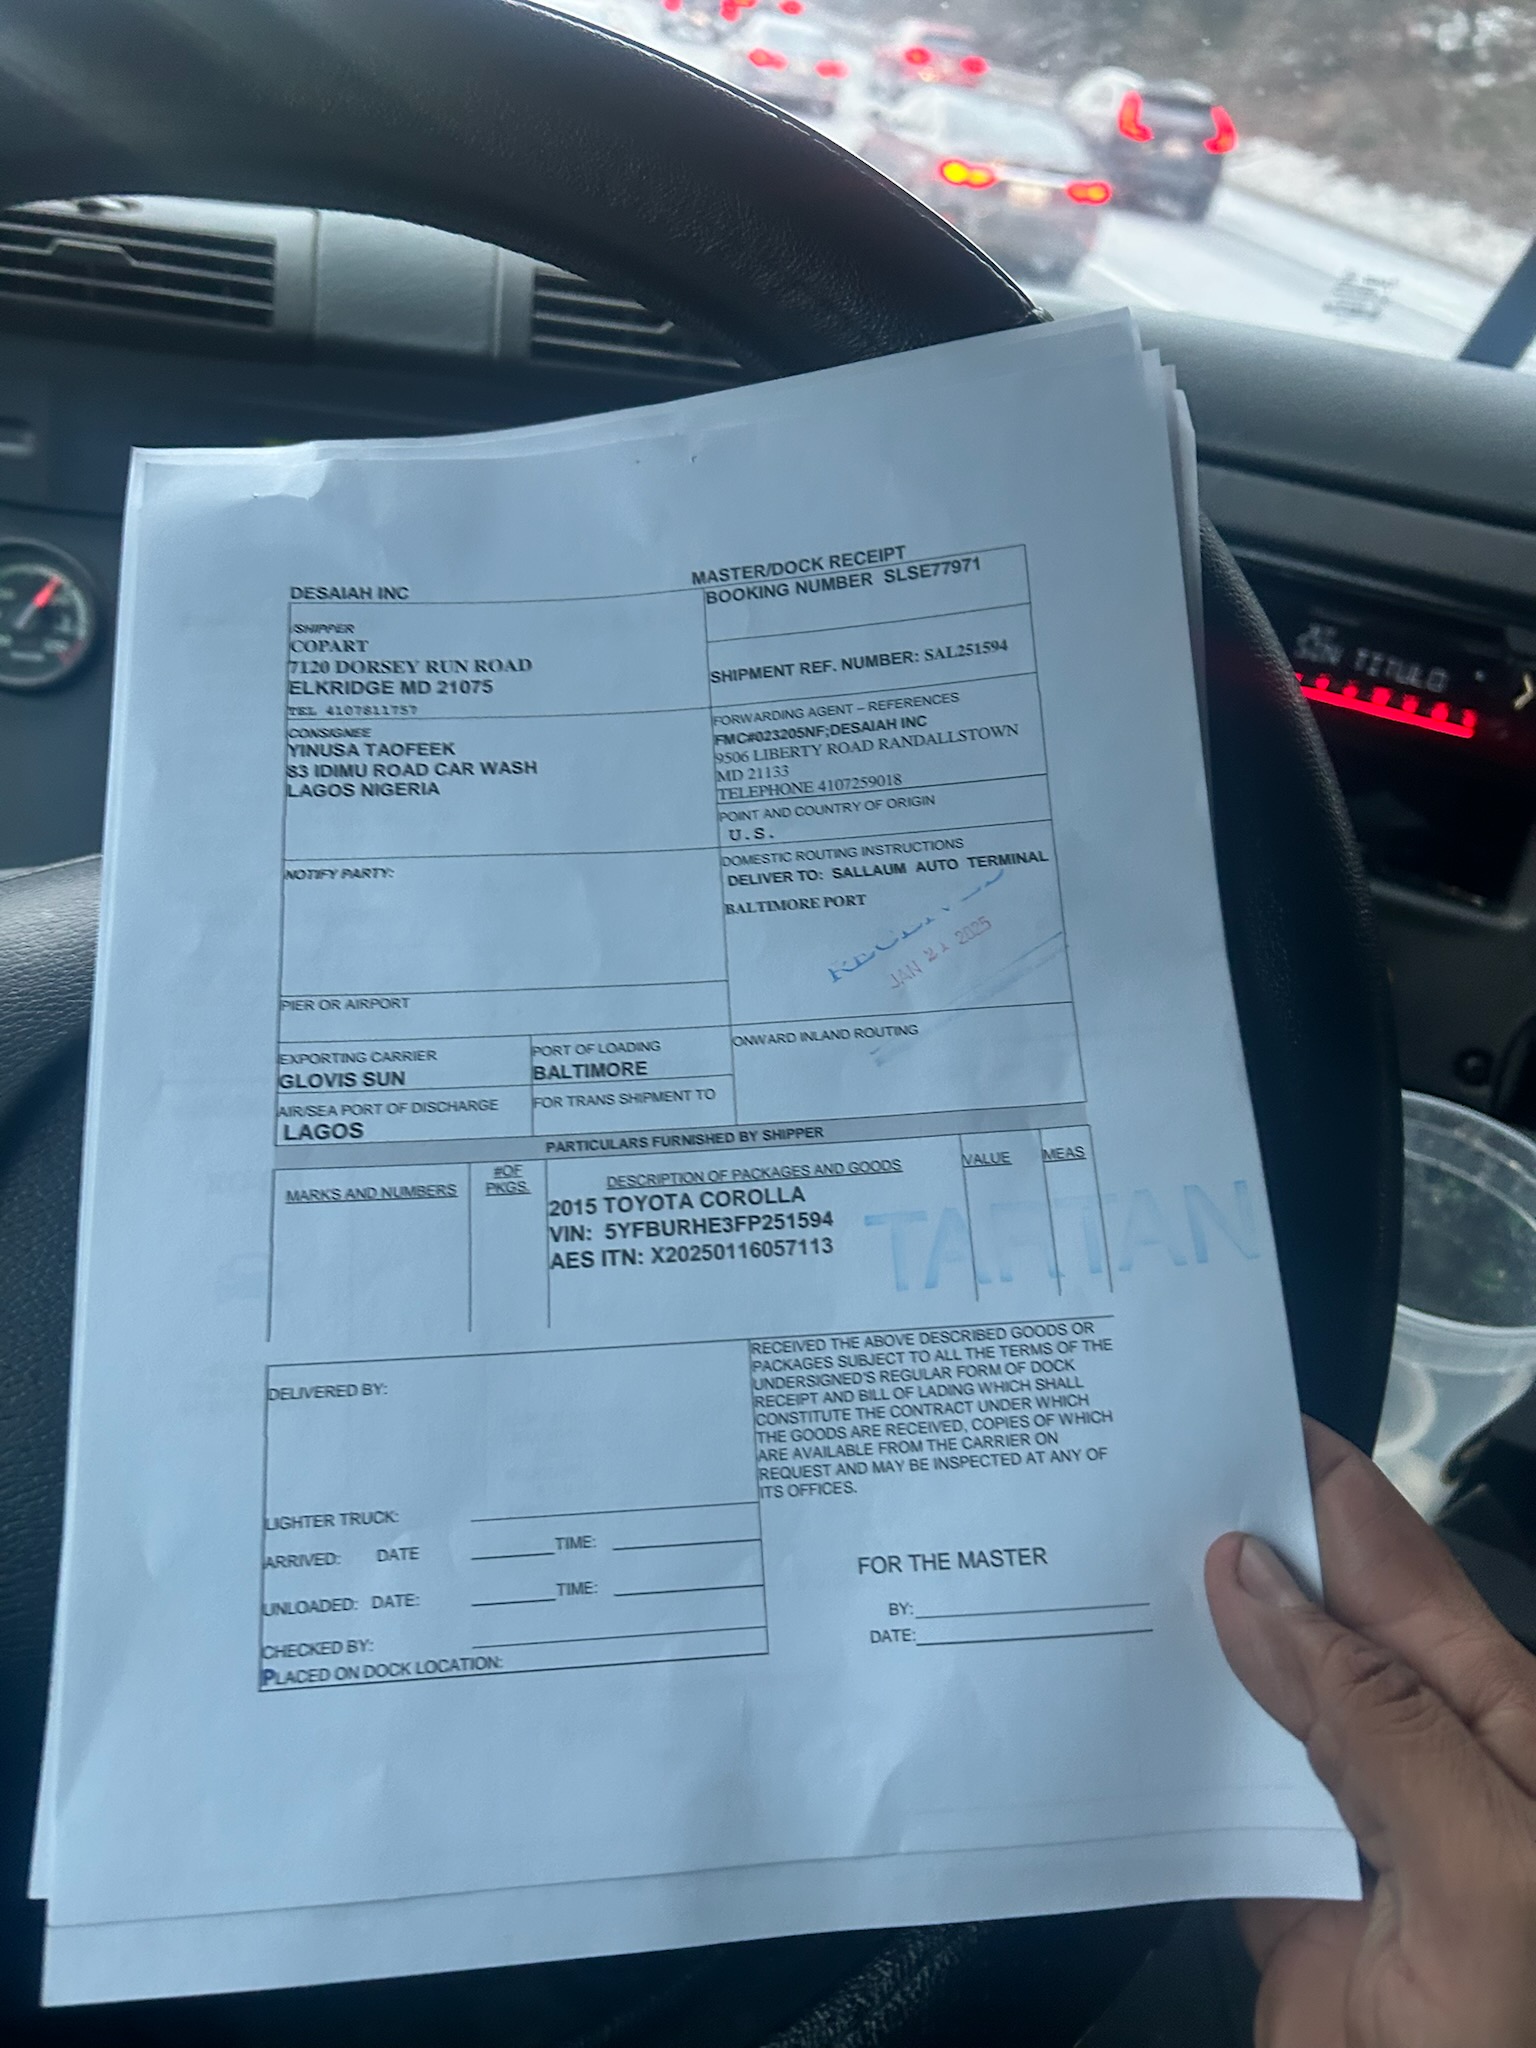 MASTER/DOCK RECEIPT
DESAIAH INC
BOOKING NUMBER SLSE77971
SHIPPER
COPART
7120 DORSEY RUN ROAD
ELKRIDGE MD 21075
TEL 4107811757
SHIPMENT REF. NUMBER: SAL251594
CONSIGNEE
YINUSA TAOFEEK
83 IDIMU ROAD CAR WASH
LAGOS NIGERIA
FORWARDING AGENT – REFERENCES
FMC#023205NF;DESAIAH INC
9506 LIBERTY ROAD RANDALLSTOWN
MD 21133
TELEPHONE 4107259018
POINT AND COUNTRY OF ORIGIN
U.S.
NOTIFY PARTY:
DOMESTIC ROUTING INSTRUCTIONS
DELIVER TO: SALLAUM AUTO TERMINAL
BALTIMORE PORT
JAN 21 2025
PIER OR AIRPORT
ONWARD INLAND ROUTING
EXPORTING CARRIER
GLOVIS SUN
PORT OF LOADING
BALTIMORE
AIR/SEA PORT OF DISCHARGE
LAGOS
FOR TRANS SHIPMENT TO
PARTICULARS FURNISHED BY SHIPPER
MARKS AND NUMBERS
#OF
PKGS.
DESCRIPTION OF PACKAGES AND GOODS
VALUE
MEAS
2015 TOYOTA COROLLA
VIN: 5YFBURHE3FP251594
AES ITN: X20250116057113
DELIVERED BY:
LIGHTER TRUCK:
ARRIVED: DATE TIME:
UNLOADED: DATE: TIME:
CHECKED BY:
PLACED ON DOCK LOCATION:
RECEIVED THE ABOVE DESCRIBED GOODS OR
PACKAGES SUBJECT TO ALL THE TERMS OF THE
UNDERSIGNED'S REGULAR FORM OF DOCK
RECEIPT AND BILL OF LADING WHICH SHALL
CONSTITUTE THE CONTRACT UNDER WHICH
THE GOODS ARE RECEIVED, COPIES OF WHICH
ARE AVAILABLE FROM THE CARRIER ON
REQUEST AND MAY BE INSPECTED AT ANY OF
ITS OFFICES.
FOR THE MASTER
BY:
DATE:
SIN TITULO